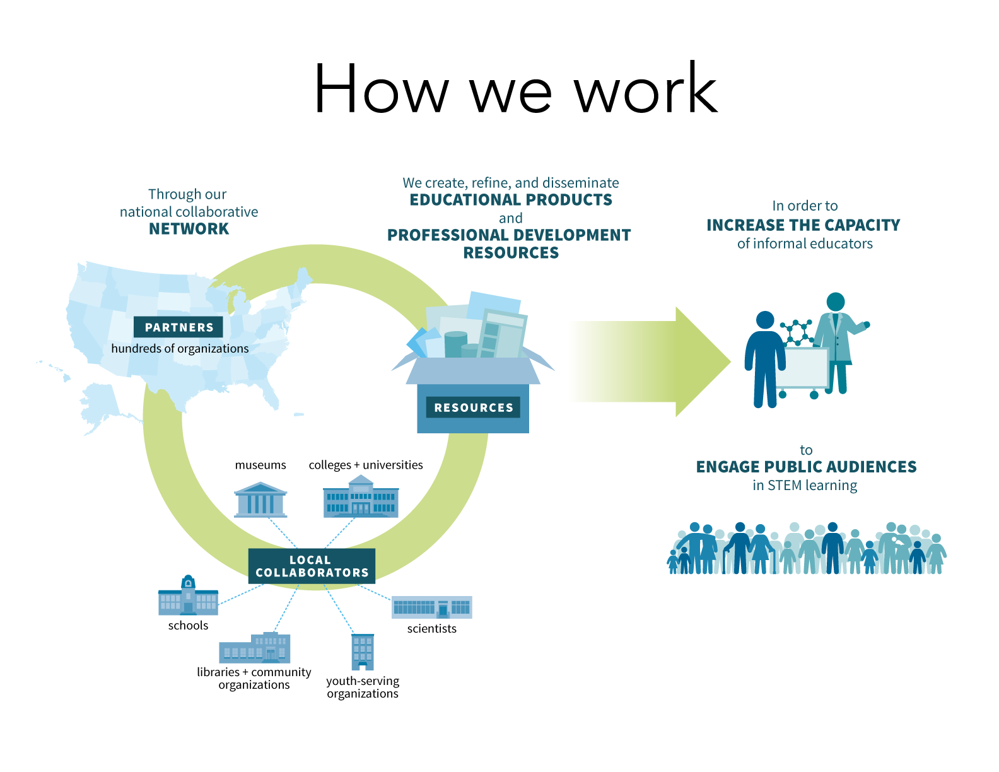 How we work
Through our
national collaborative
NETWORK
We create, refine, and disseminate
EDUCATIONAL PRODUCTS
and
PROFESSIONAL DEVELOPMENT
RESOURCES
In order to
INCREASE THE CAPACITY
of informal educators
PARTNERS
hundreds of organizations
RESOURCES
to
ENGAGE PUBLIC AUDIENCES
in STEM learning
museums
colleges + universities
LOCAL
COLLABORATORS
schools
scientists
libraries + community
organizations
youth-serving
organizations